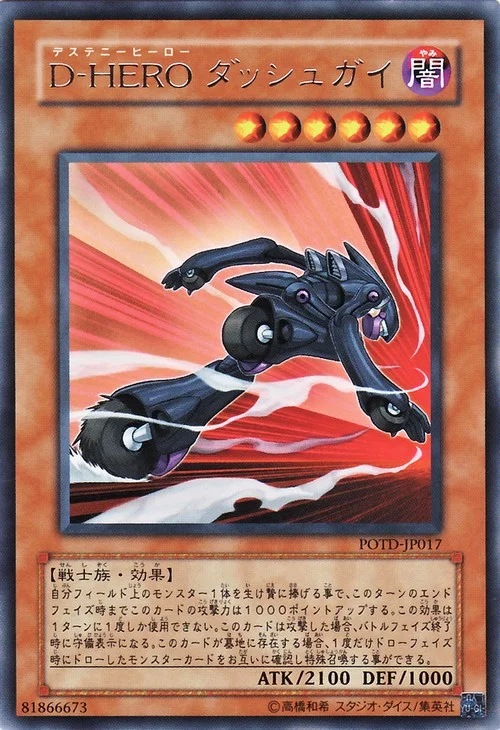 デステニーヒーロー
D-HERO ダッシュガイ
やみ
闇
POTD-JP017
せんしぞく こうか
【戦士族・効果】
自分フィールド上のモンスター1体を生け贄に捧げる事で、このターンのエンド
フェイズ時までこのカードの攻撃力は1000ポイントアップする。この効果は
1ターンに1度しか使用できない。このカードは攻撃した場合、バトルフェイズ終了
時に守備表示になる。このカードが墓地に存在する場合、1度だけドローフェイズ
時にドローしたモンスターカードをお互いに確認し特殊召喚する事ができる。
ATK/2100 DEF/1000
81866673
©高橋和希 スタジオ・ダイス/集英社